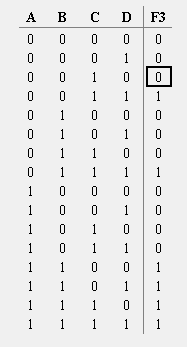 A B C D F3
0 0 0 0 0
0 0 0 1 0
0 0 1 0 0
0 0 1 1 1
0 1 0 0 0
0 1 0 1 0
0 1 1 0 0
0 1 1 1 1
1 0 0 0 0
1 0 0 1 0
1 0 1 0 0
1 0 1 1 0
1 1 0 0 1
1 1 0 1 1
1 1 1 0 1
1 1 1 1 1